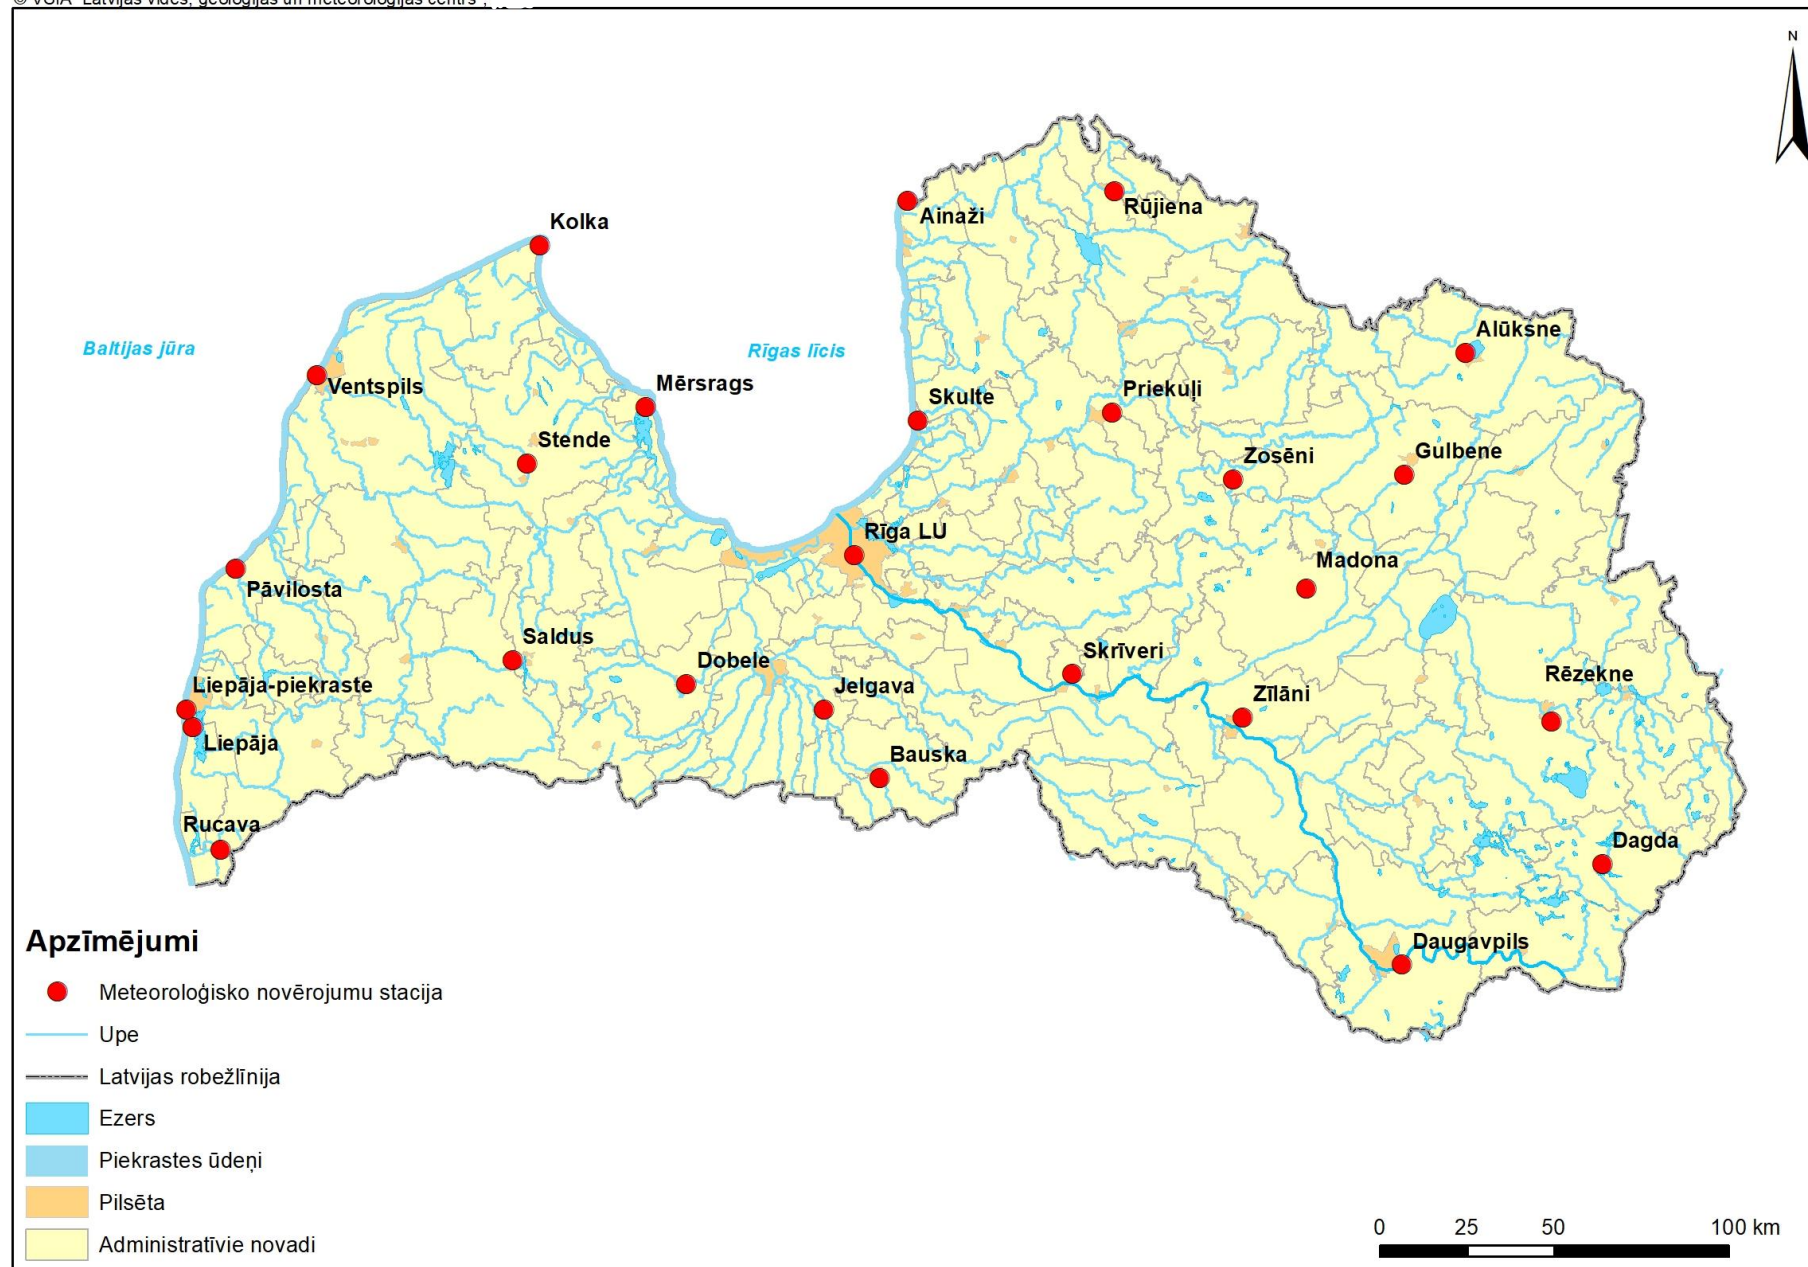 N
Kolka
Ainaži
Rūjiena
Baltijas jūra
Rīgas līcis
Alūksne
Ventspils
Mērsrags
Skulte
Priekuļi
Stende
Zosēni
Gulbene
Rīga LU
Madona
Pāvilosta
Saldus
Dobele
Skrīveri
Rēzekne
Liepāja-piekraste
Jelgava
Zīlāni
Liepāja
Bauska
Rucava
Dagda
Daugavpils
Apzīmējumi
Meteoroloģisko novērojumu stacija
Upe
Latvijas robežlīnija
Ezers
Piekrastes ūdeņi
Pilsēta
Administratīvie novadi
0 25 50 100 km